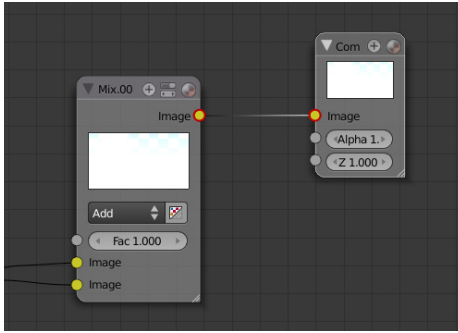 Mix.00
Image
Add
Fac 1.000
Image
Image
Com
Image
Alpha 1.
Z 1.000